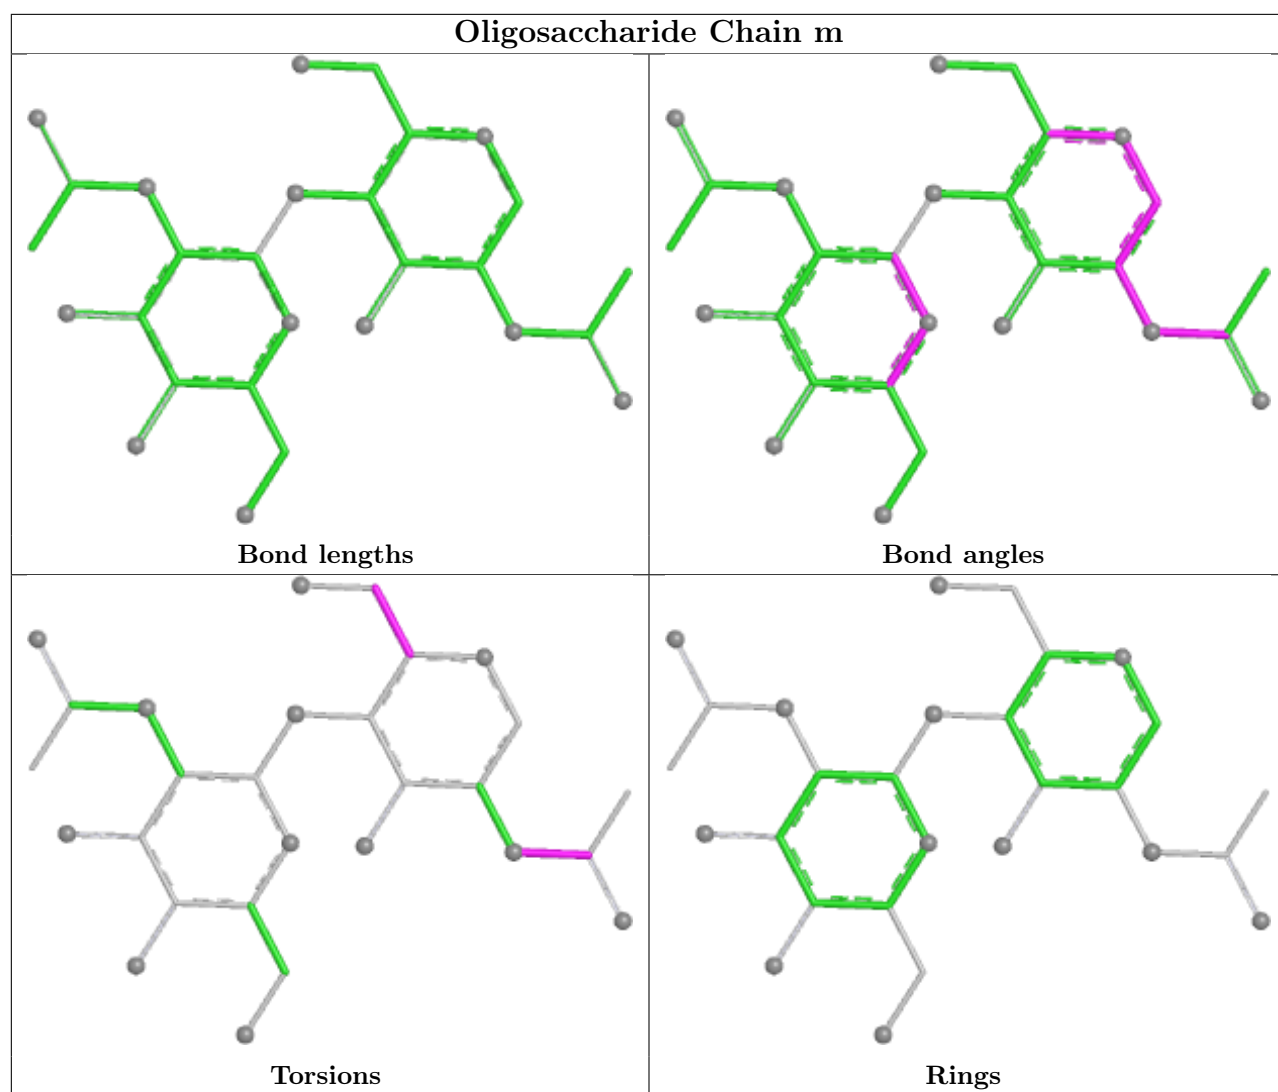 Oligosaccharide Chain m
Bond lengths
Bond angles
Torsions
Rings